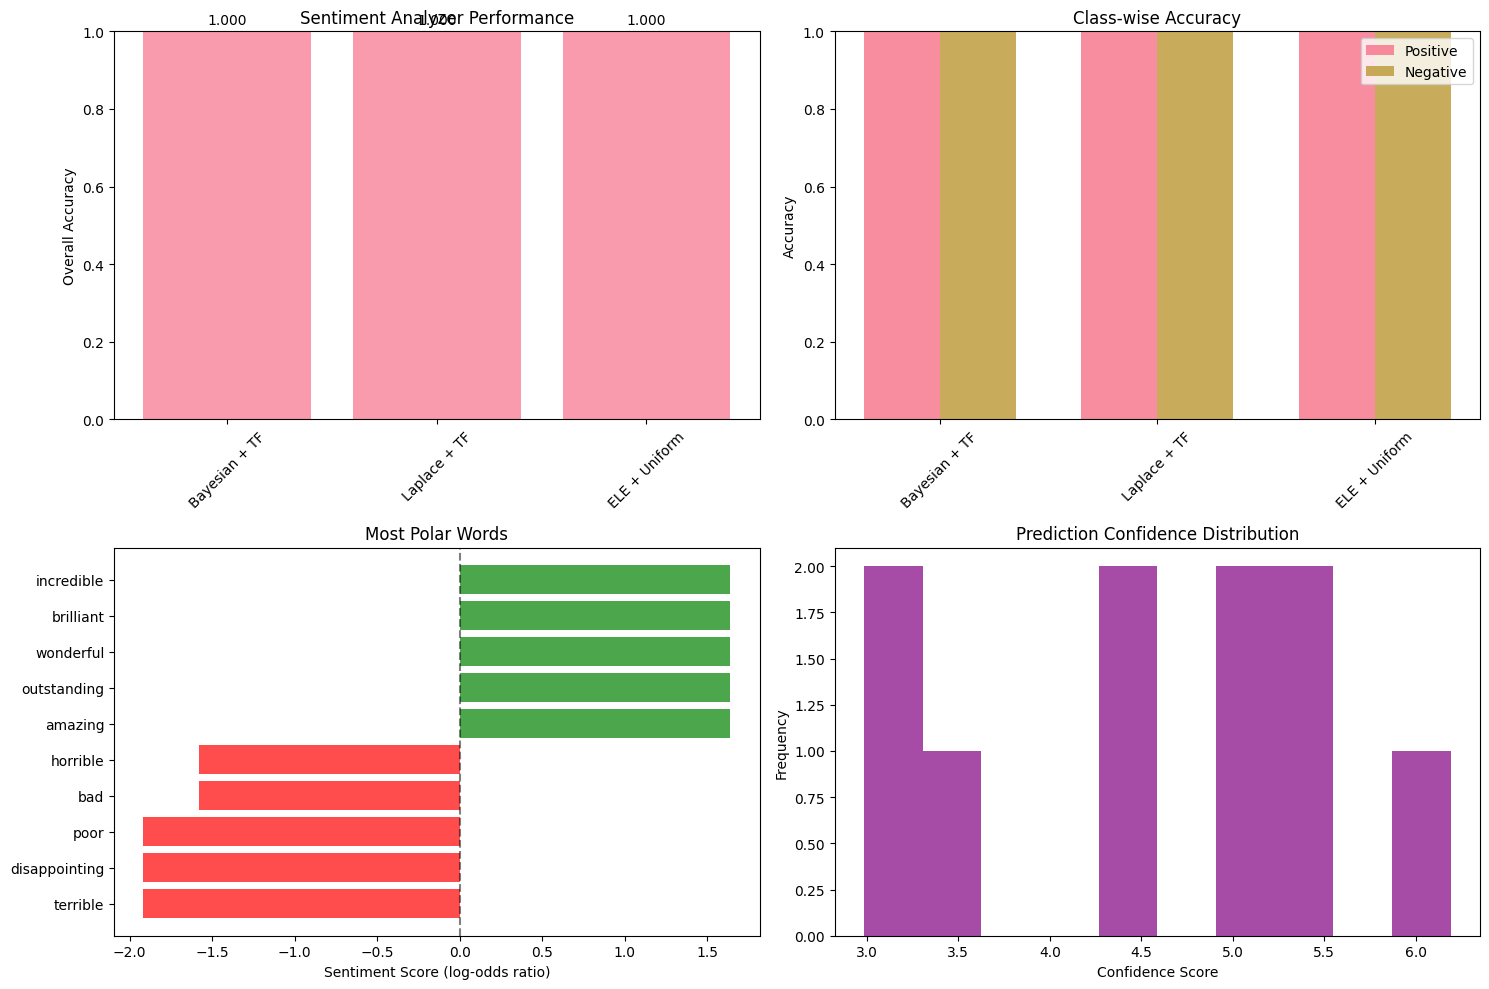 Sentiment Analyzer Performance
1.000 1.000 1.000
1.0
0.8
0.6
0.4
0.2
0.0
Overall Accuracy
Bayesian + TF
Laplace + TF
ELE + Uniform
Class-wise Accuracy
Positive
Negative
1.0
0.8
0.6
0.4
0.2
0.0
Accuracy
Bayesian + TF
Laplace + TF
ELE + Uniform
Most Polar Words
incredible
brilliant
wonderful
outstanding
amazing
horrible
bad
poor
disappointing
terrible
−2.0 −1.5 −1.0 −0.5 0.0 0.5 1.0 1.5
Sentiment Score (log-odds ratio)
Prediction Confidence Distribution
2.00
1.75
1.50
1.25
1.00
0.75
0.50
0.25
0.00
Frequency
3.0 3.5 4.0 4.5 5.0 5.5 6.0
Confidence Score